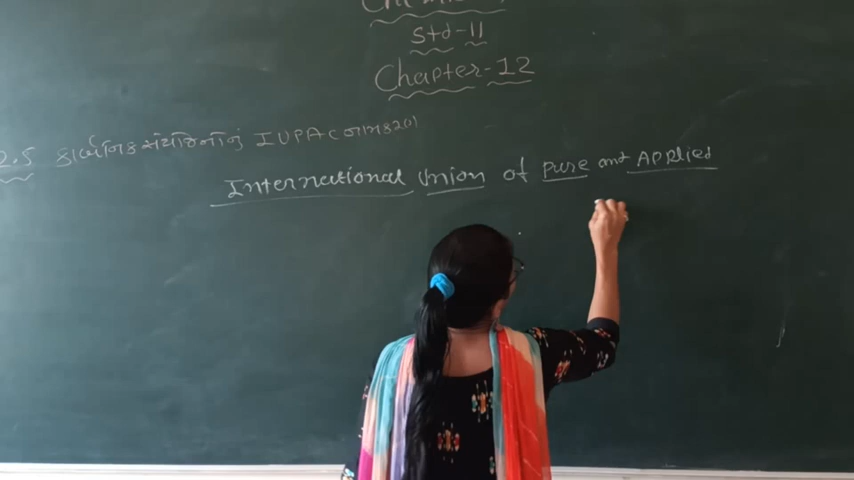 Std-11
Chapter-12
2.5 કાર્બનિક સંયોજનોનું IUPAC નામકરણ
International Union of Pure and Applied